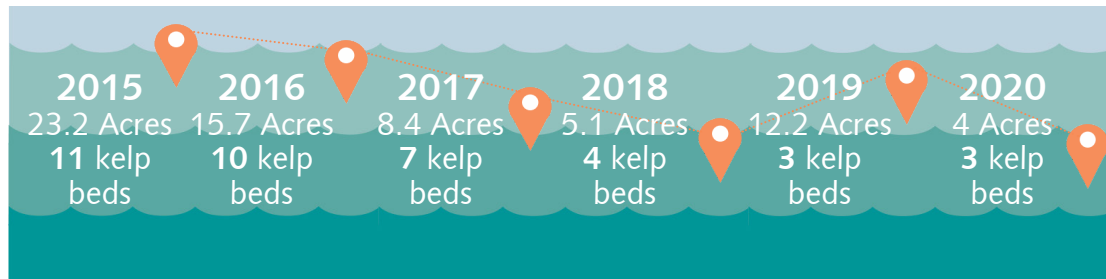 2015
23.2 Acres
11 kelp
beds
2016
15.7 Acres
10 kelp
beds
2017
8.4 Acres
7 kelp
beds
2018
5.1 Acres
4 kelp
beds
2019
12.2 Acres
3 kelp
beds
2020
4 Acres
3 kelp
beds